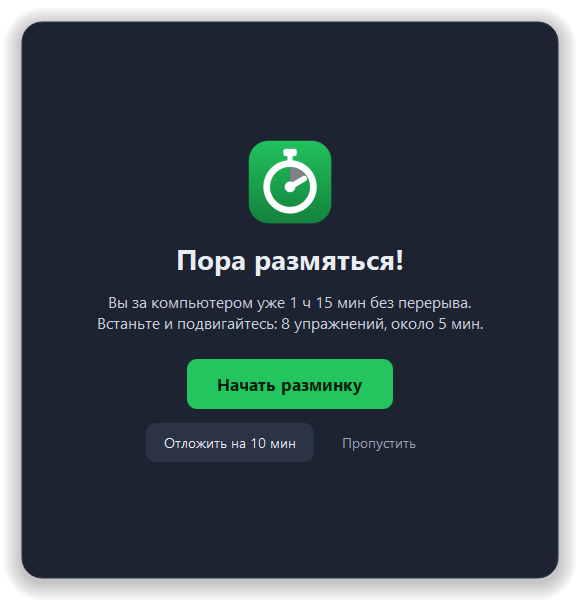 Пора размяться!
Вы за компьютером уже 1 ч 15 мин без перерыва.
Встаньте и подвигайтесь: 8 упражнений, около 5 мин.
Начать разминку
Отложить на 10 мин
Пропустить